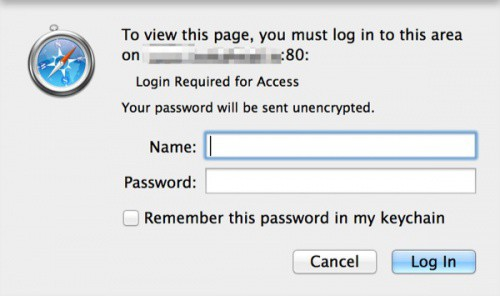 To view this page, you must log in to this area
on :80:
Login Required for Access
Your password will be sent unencrypted.
Name:
Password:
Remember this password in my keychain
Cancel
Log In